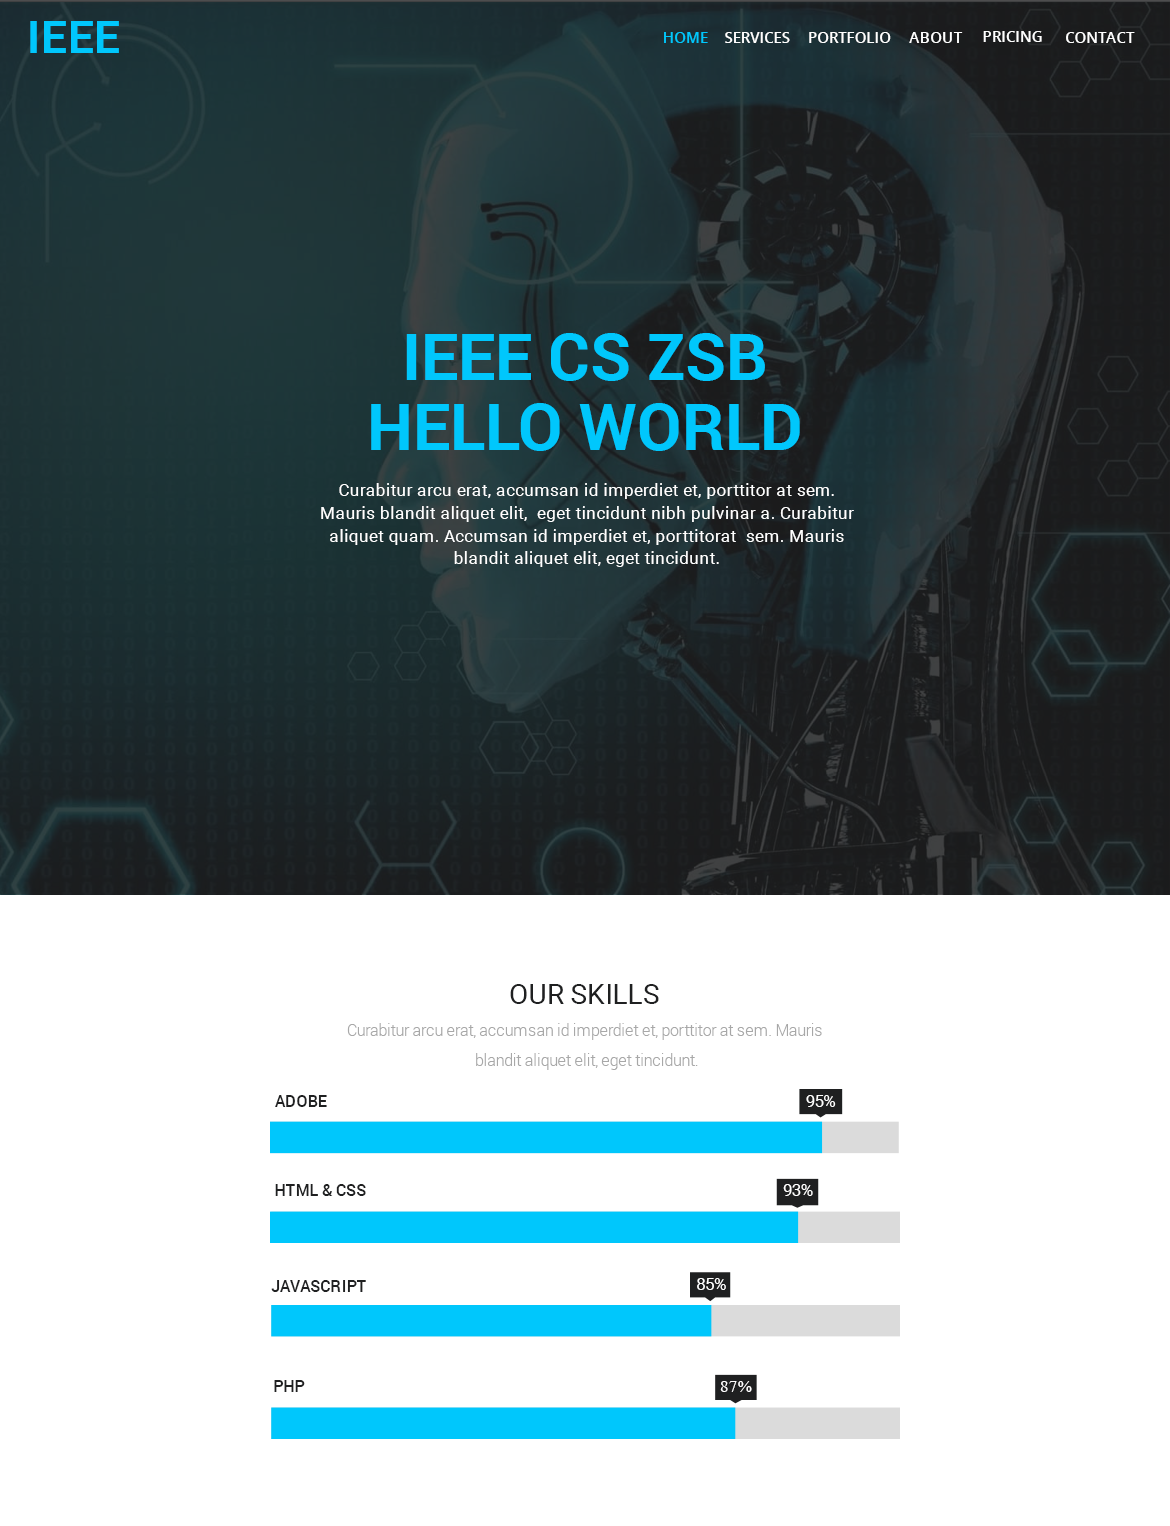 IEEE
HOME SERVICES PORTFOLIO ABOUT PRICING CONTACT
IEEE CS ZSB
HELLO WORLD
Curabitur arcu erat, accumsan id imperdiet et, porttitor at sem.
Mauris blandit aliquet elit, eget tincidunt nibh pulvinar a. Curabitur
aliquet quam. Accumsan id imperdiet et, porttitorat sem. Mauris
blandit aliquet elit, eget tincidunt.
OUR SKILLS
Curabitur arcu erat, accumsan id imperdiet et, porttitor at sem. Mauris
blandit aliquet elit, eget tincidunt.
ADOBE 95%
HTML & CSS 93%
JAVASCRIPT 85%
PHP 87%